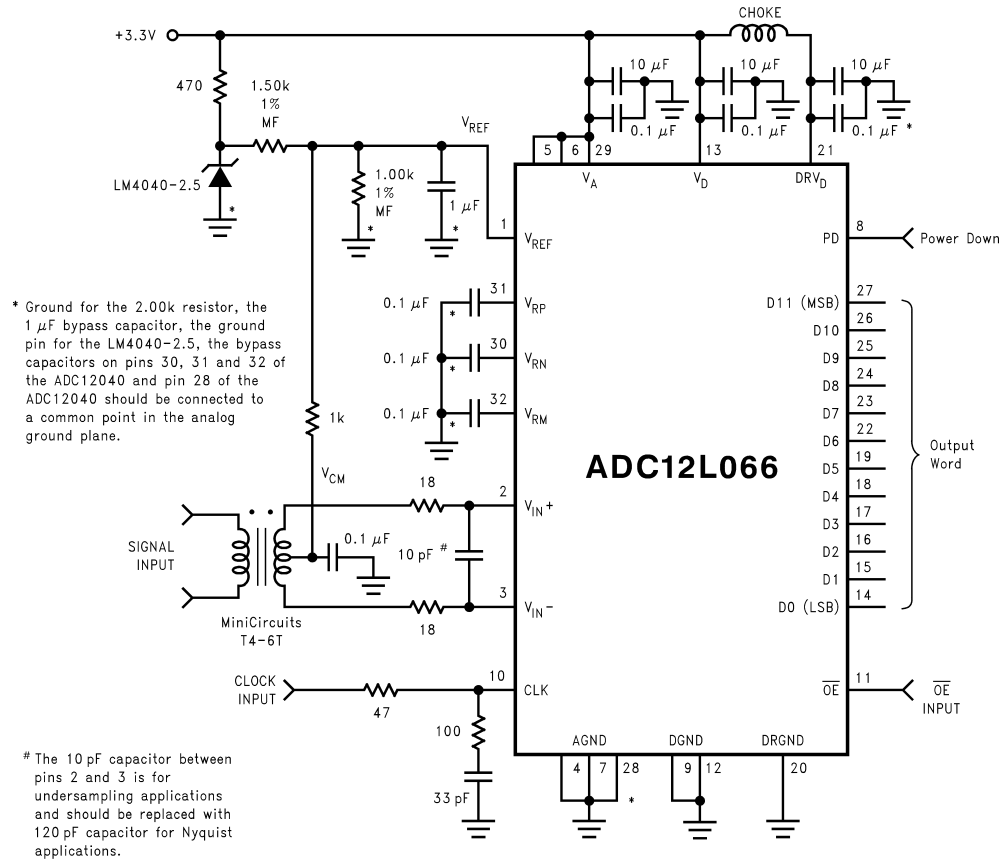 CHOKE
+3.3V
470
1.50k
1%
MF
10 μF
10 μF
10 μF
0.1 μF
0.1 μF
0.1 μF *
VREF
5
6
29
13
21
VA
VD
DRVD
LM4040-2.5
*
1.00k
1%
MF
*
1 μF
*
1
VREF
PD
8
Power Down
* Ground for the 2.00k resistor, the
1 μF bypass capacitor, the ground
pin for the LM4040-2.5, the bypass
capacitors on pins 30, 31 and 32 of
the ADC12040 and pin 28 of the
ADC12040 should be connected to
a common point in the analog
ground plane.
0.1 μF
*
31
VRP
0.1 μF
*
30
VRN
0.1 μF
*
32
VRM
D11 (MSB)
27
D10
26
D9
25
D8
24
D7
23
D6
22
D5
19
D4
18
D3
17
D2
16
D1
15
D0 (LSB)
14
Output
Word
ADC12L066
1k
VCM
18
2
VIN+
SIGNAL
INPUT
0.1 μF
10 pF #
3
VIN-
18
MiniCircuits
T4-6T
CLOCK
INPUT
47
10
CLK
OE
11
OE
INPUT
100
33 pF
AGND
DGND
DRGND
4
7
28
*
9
12
20
# The 10 pF capacitor between
pins 2 and 3 is for
undersampling applications
and should be replaced with
120 pF capacitor for Nyquist
applications.